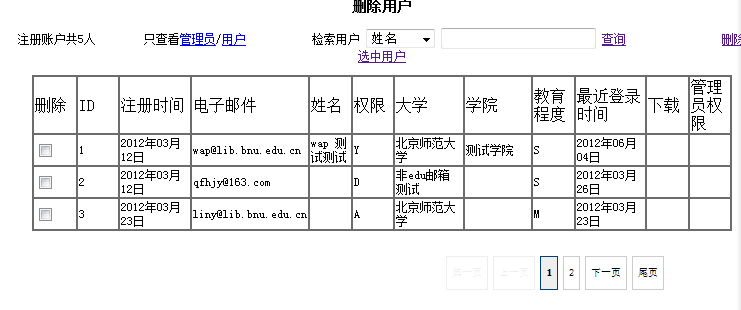 删除用户
注册账户共5人 只查看管理员/用户 检索用户 姓名 查询 删除
选中用户
删除 ID 注册时间 电子邮件 姓名 权限 大学 学院 教育程度 最近登录时间 下载 管理员权限
1 2012年03月12日 wap@lib.bnu.edu.cn wap 测试测试 Y 北京师范大学 测试学院 S 2012年06月04日
2 2012年03月12日 qfhjy@163.com D 非edu邮箱测试 S 2012年03月26日
3 2012年03月23日 liny@lib.bnu.edu.cn A 北京师范大学 M 2012年03月23日
第一页 上一页 1 2 下一页 尾页